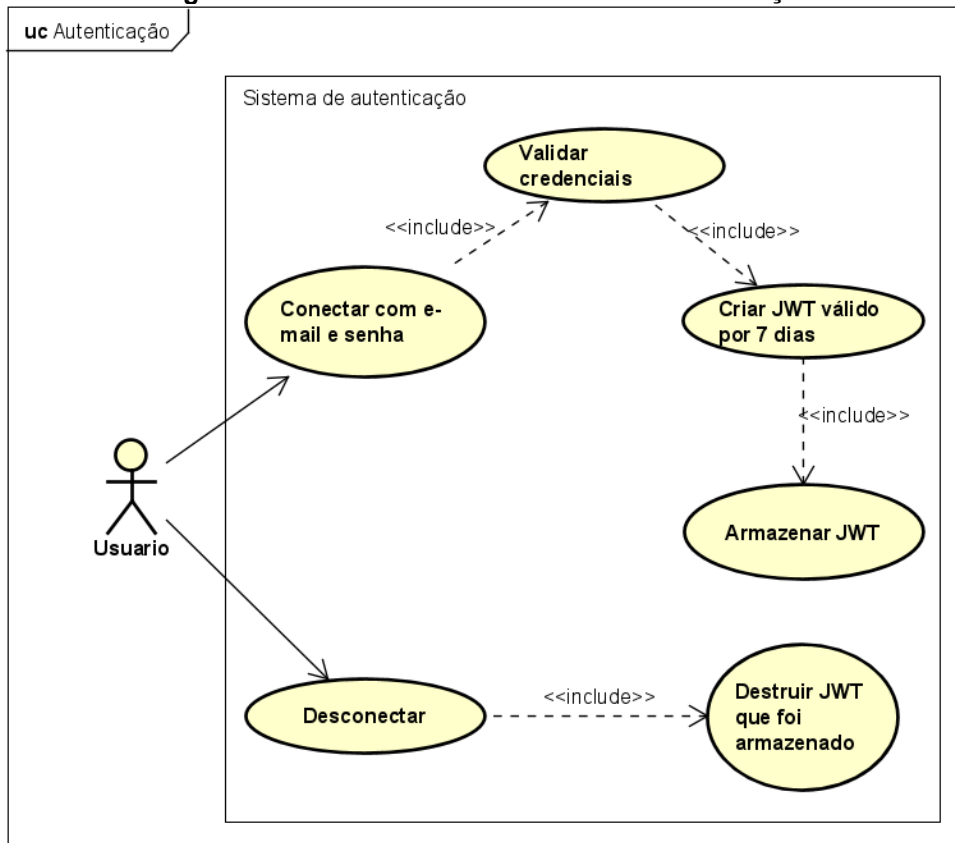 uc Autenticação
Sistema de autenticação
Validar
credenciais
<<include>>
<<include>>
Conectar com e-
mail e senha
Criar JWT válido
por 7 dias
<<include>>
Armazenar JWT
Usuario
Desconectar
<<include>>
Destruir JWT
que foi
armazenado